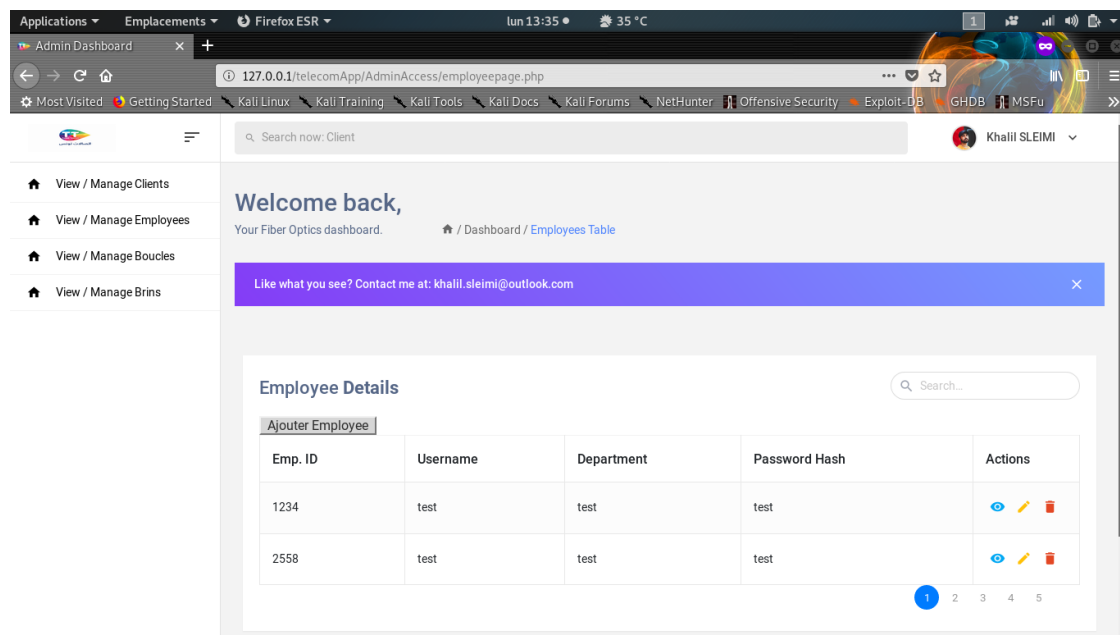 Applications Emplacements Firefox ESR lun 13:35 35 °C 1
Admin Dashboard × +
127.0.0.1/telecomApp/AdminAccess/employeepage.php
Most Visited Getting Started Kali Linux Kali Training Kali Tools Kali Docs Kali Forums NetHunter Offensive Security Exploit-DB GHDB MSFu
Search now: Client
Khalil SLEIMI
View / Manage Clients
View / Manage Employees
View / Manage Boucles
View / Manage Brins
Welcome back,
Your Fiber Optics dashboard. / Dashboard / Employees Table
Like what you see? Contact me at: khalil.sleimi@outlook.com ×
Employee Details
Search...
Ajouter Employee
Emp. ID Username Department Password Hash Actions
1234 test test test
2558 test test test
1 2 3 4 5